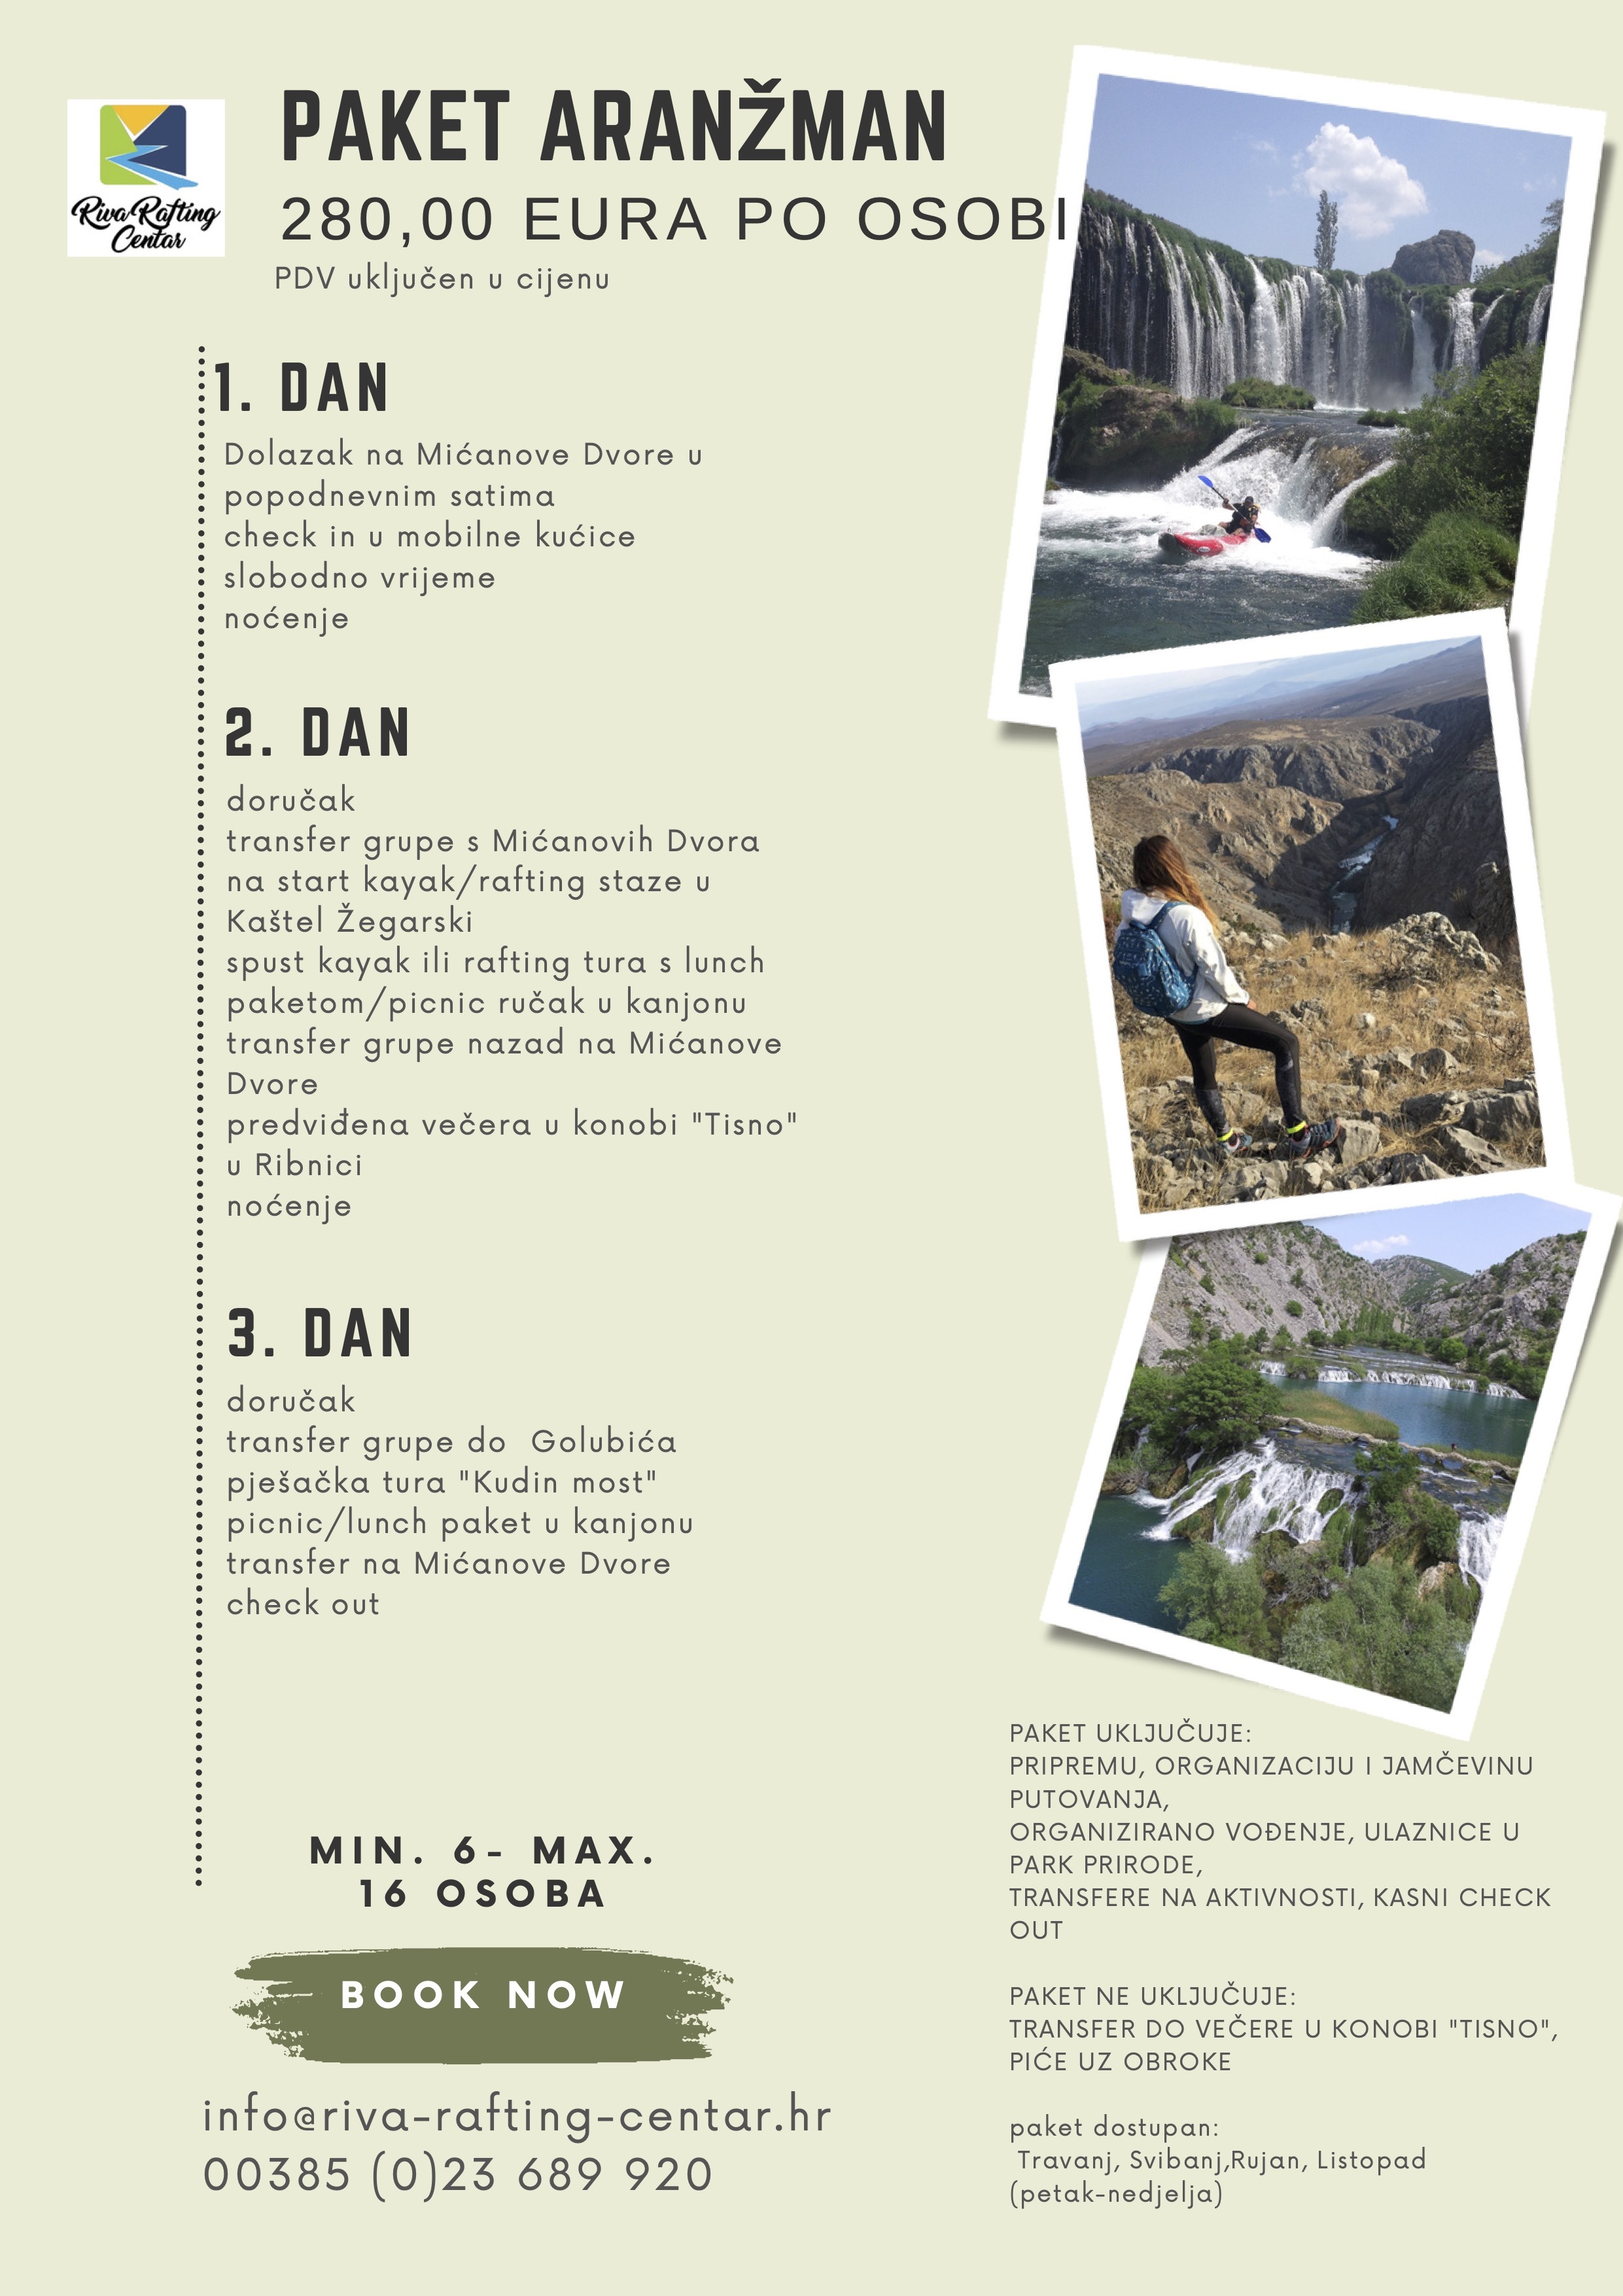 Riva Rafting
Centar
PAKET ARANŽMAN
280,00 EURA PO OSOBI
PDV uključen u cijenu
1. DAN
Dolazak na Mićanove Dvore u
popodnevnim satima
check in u mobilne kućice
slobodno vrijeme
noćenje
2. DAN
doručak
transfer grupe s Mićanovih Dvora
na start kayak/rafting staze u
Kaštel Žegarski
spust kayak ili rafting tura s lunch
paketom/picnic ručak u kanjonu
transfer grupe nazad na Mićanove
Dvore
predviđena večera u konobi "Tisno"
u Ribnici
noćenje
3. DAN
doručak
transfer grupe do  Golubića
pješačka tura "Kudin most"
picnic/lunch paket u kanjonu
transfer na Mićanove Dvore
check out
MIN. 6- MAX.
16 OSOBA
BOOK NOW
info@riva-rafting-centar.hr
00385 (0)23 689 920
PAKET UKLJUČUJE:
PRIPREMU, ORGANIZACIJU I JAMČEVINU
PUTOVANJA,
ORGANIZIRANO VOĐENJE, ULAZNICE U
PARK PRIRODE,
TRANSFERE NA AKTIVNOSTI, KASNI CHECK
OUT
PAKET NE UKLJUČUJE:
TRANSFER DO VEČERE U KONOBI "TISNO",
PIĆE UZ OBROKE
paket dostupan:
Travanj, Svibanj,Rujan, Listopad
(petak-nedjelja)